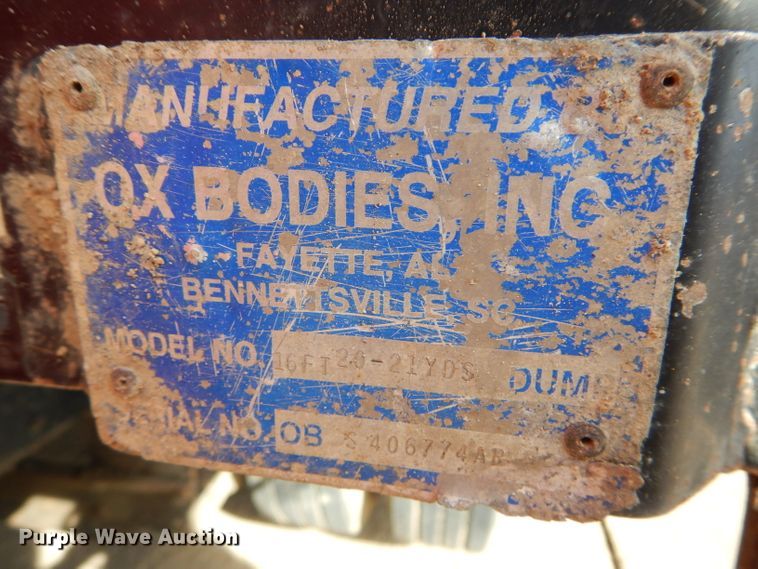 MANUFACTURED
OX BODIES, INC
FAYETTE, AL
BENNETTSVILLE, SC
MODEL NO. 16FT 20-21YDS DUMP
SERIAL NO. OB S 406774AB
Purple Wave Auction